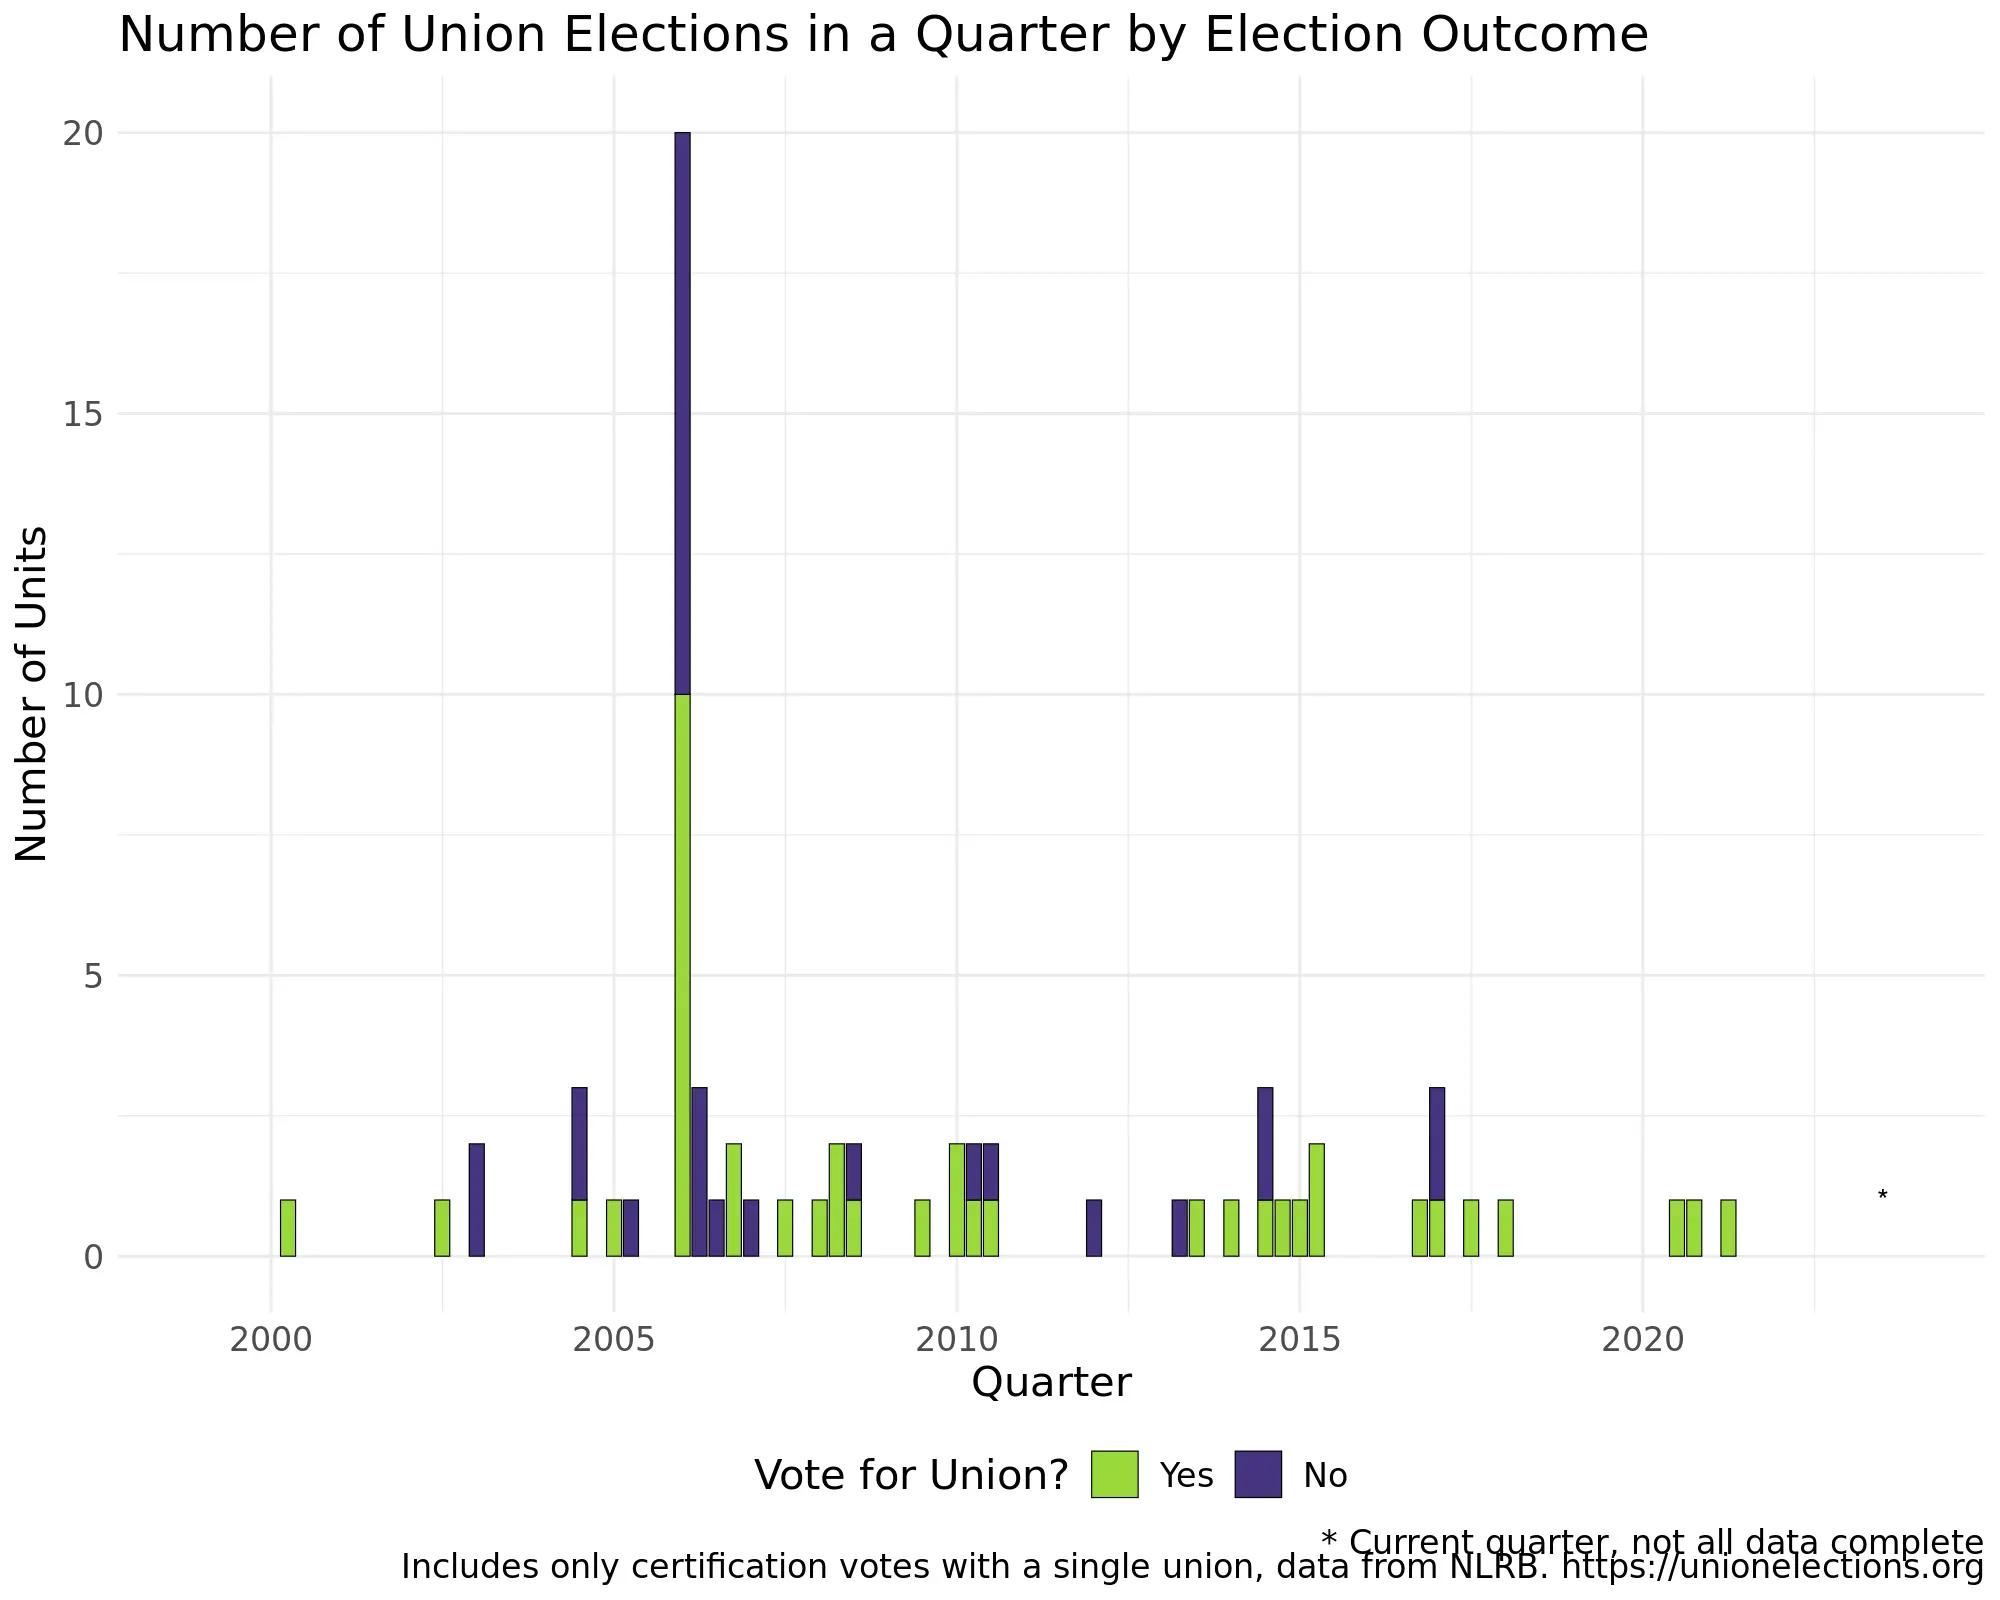 Number of Union Elections in a Quarter by Election Outcome
Number of Units
20
15
10
5
0
*
2000 2005 2010 2015 2020
Quarter
Vote for Union? Yes No
* Current quarter, not all data complete
Includes only certification votes with a single union, data from NLRB. https://unionelections.org